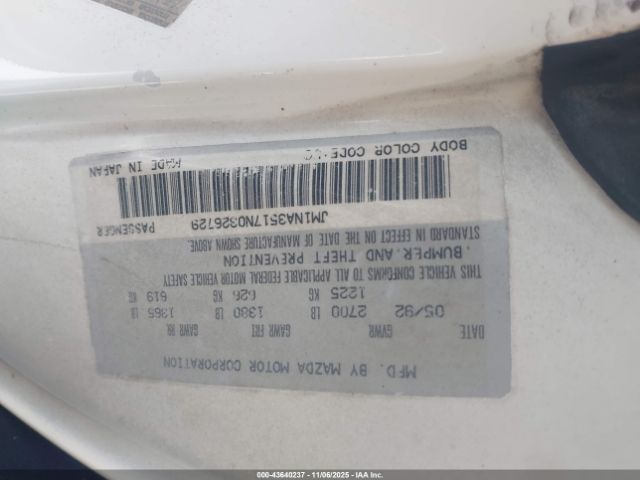 MFD. BY MAZDA MOTOR CORPORATION
DATE GVWR GAWR FRT GAWR RR
05/92 2700 LB 1380 LB 1365 LB
1225 KG 626 KG 619 KG
THIS VEHICLE CONFORMS TO ALL APPLICABLE FEDERAL MOTOR VEHICLE SAFETY
, BUMPER, AND THEFT PREVENTION
STANDARD IN EFFECT ON THE DATE OF MANUFACTURE SHOWN ABOVE.
JM1NA3517N0326729 PASSENGER
BODY COLOR CODE: MADE IN JAPAN
000-43640237 - 11/06/2025 - IAAI.COM